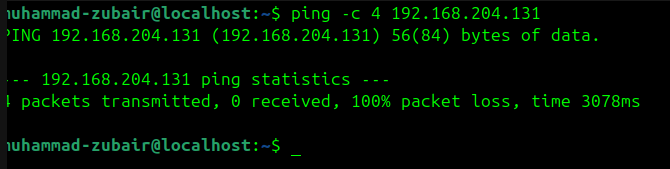 muhammad-zubair@localhost:~$ ping -c 4 192.168.204.131
PING 192.168.204.131 (192.168.204.131) 56(84) bytes of data.
--- 192.168.204.131 ping statistics ---
4 packets transmitted, 0 received, 100% packet loss, time 3078ms
muhammad-zubair@localhost:~$ _